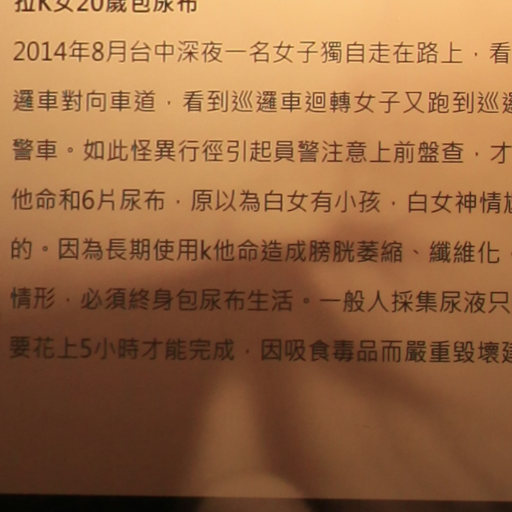 拉K女20歲包尿布
2014年8月台中深夜一名女子獨自走在路上，看
邏車對向車道，看到巡邏車迴轉女子又跑到巡邏
警車。如此怪異行徑引起員警注意上前盤查，才
他命和6片尿布，原以為白女有小孩，白女神情尷
的。因為長期使用k他命造成膀胱萎縮、纖維化，
情形，必須終身包尿布生活。一般人採集尿液只
要花上5小時才能完成，因吸食毒品而嚴重毀壞